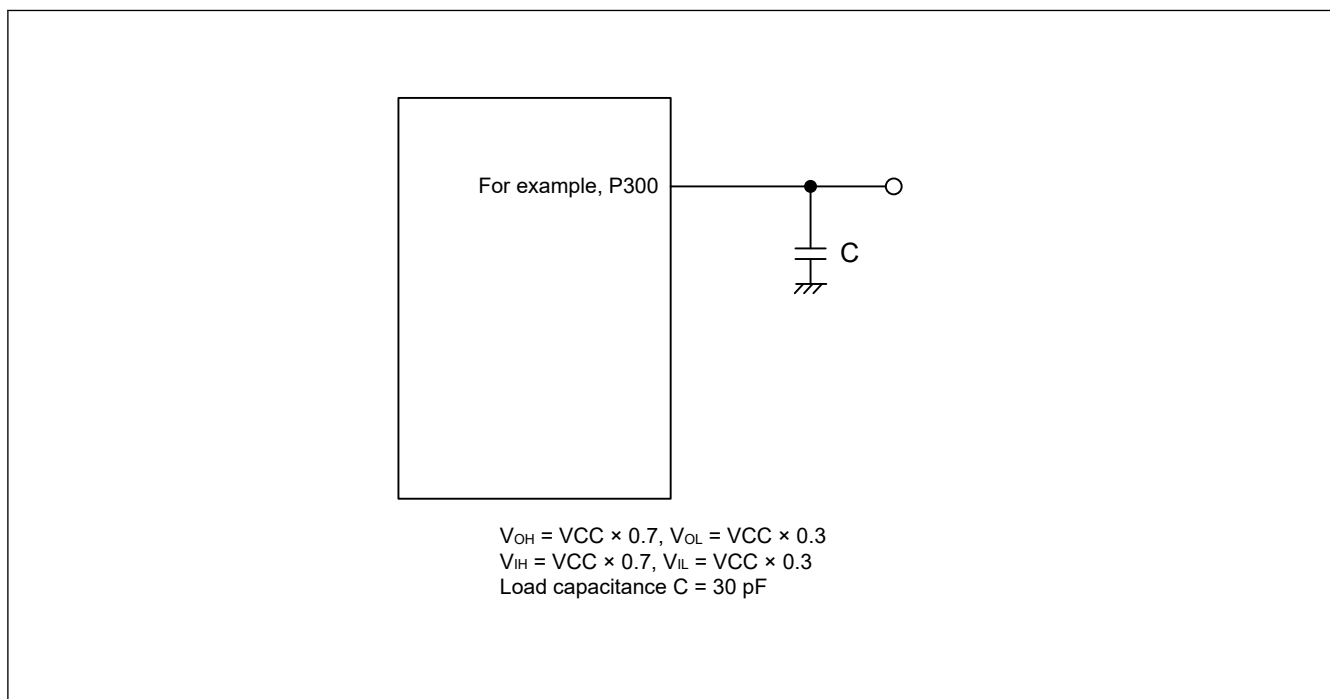 For example, P300
C
VOH = VCC × 0.7, VOL = VCC × 0.3
VIH = VCC × 0.7, VIL = VCC × 0.3
Load capacitance C = 30 pF